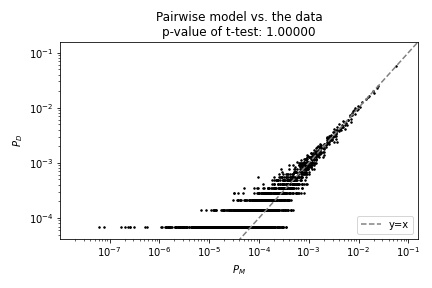 Pairwise model vs. the data
p-value of t-test: 1.00000
10⁻¹
10⁻²
10⁻³
10⁻⁴
P_D
y=x
10⁻⁷ 10⁻⁶ 10⁻⁵ 10⁻⁴ 10⁻³ 10⁻² 10⁻¹
P_M